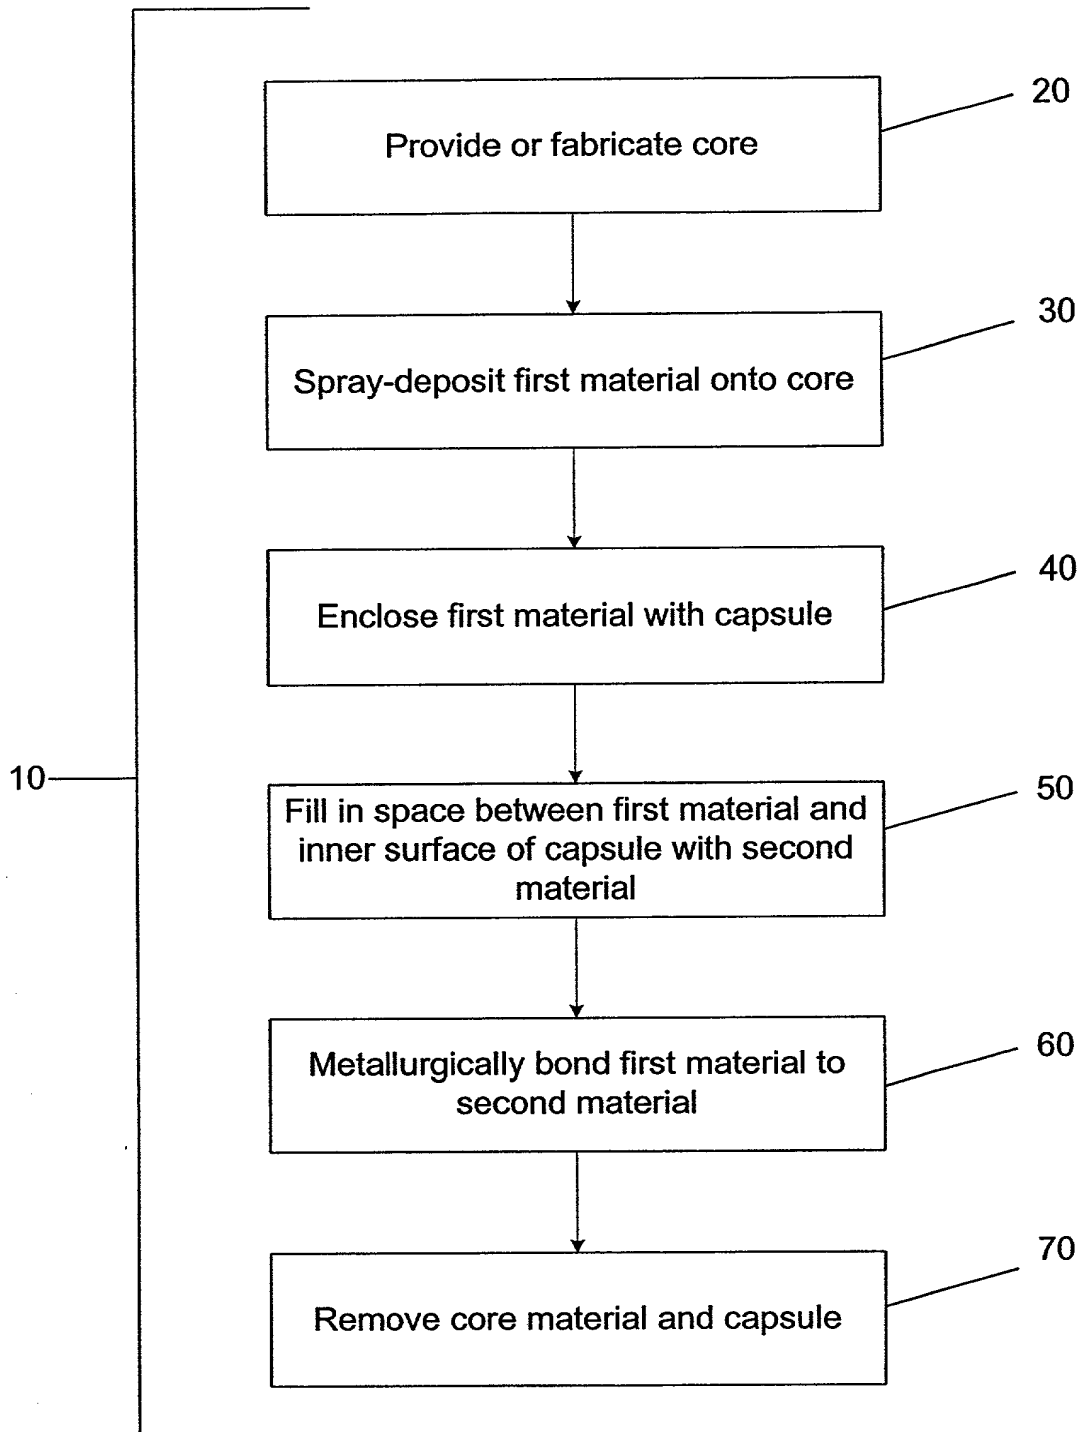 20
Provide or fabricate core
30
Spray-deposit first material onto core
40
Enclose first material with capsule
10
50
Fill in space between first material and
inner surface of capsule with second
material
60
Metallurgically bond first material to
second material
70
Remove core material and capsule